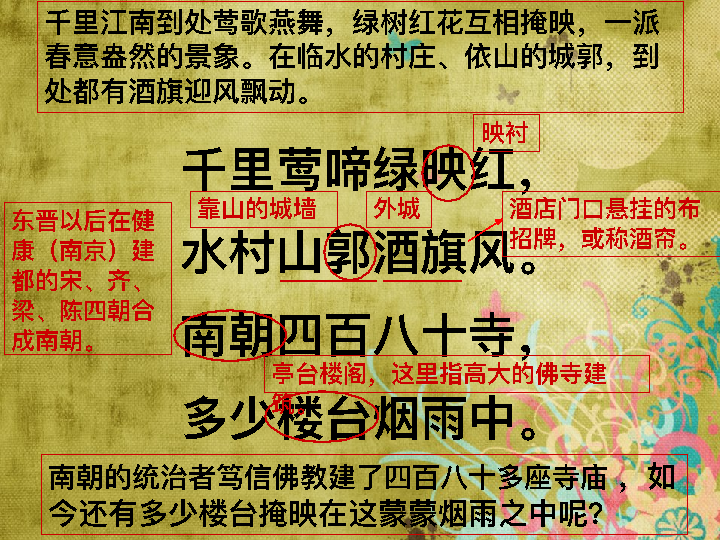 千里江南到处莺歌燕舞，绿树红花互相掩映，一派
春意盎然的景象。在临水的村庄、依山的城郭，到
处都有酒旗迎风飘动。
映衬
千里莺啼绿映红，
靠山的城墙
外城
酒店门口悬挂的布
招牌，或称酒帘。
东晋以后在健
康（南京）建
都的宋、齐、
梁、陈四朝合
成南朝。
水村山郭酒旗风。
南朝四百八十寺，
亭台楼阁，这里指高大的佛寺建
筑。
多少楼台烟雨中。
南朝的统治者笃信佛教建了四百八十多座寺庙 ，如
今还有多少楼台掩映在这蒙蒙烟雨之中呢？